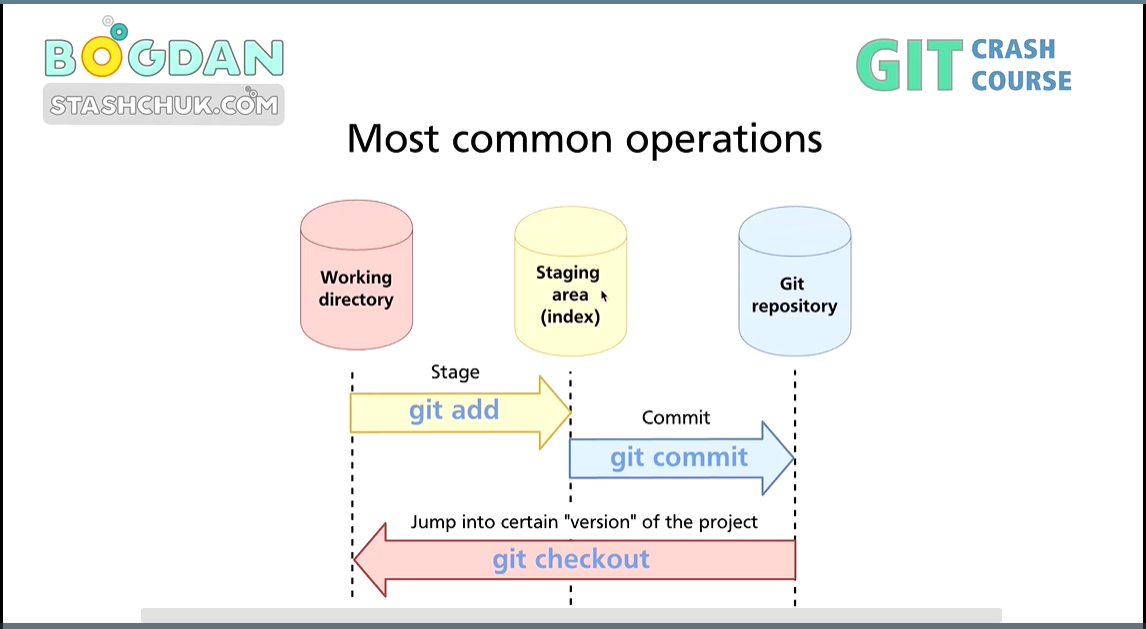 BOGDAN
STASHCHUK.COM
GIT CRASH
COURSE
Most common operations
Working
directory
Staging
area
(index)
Git
repository
Stage
git add
Commit
git commit
Jump into certain "version" of the project
git checkout